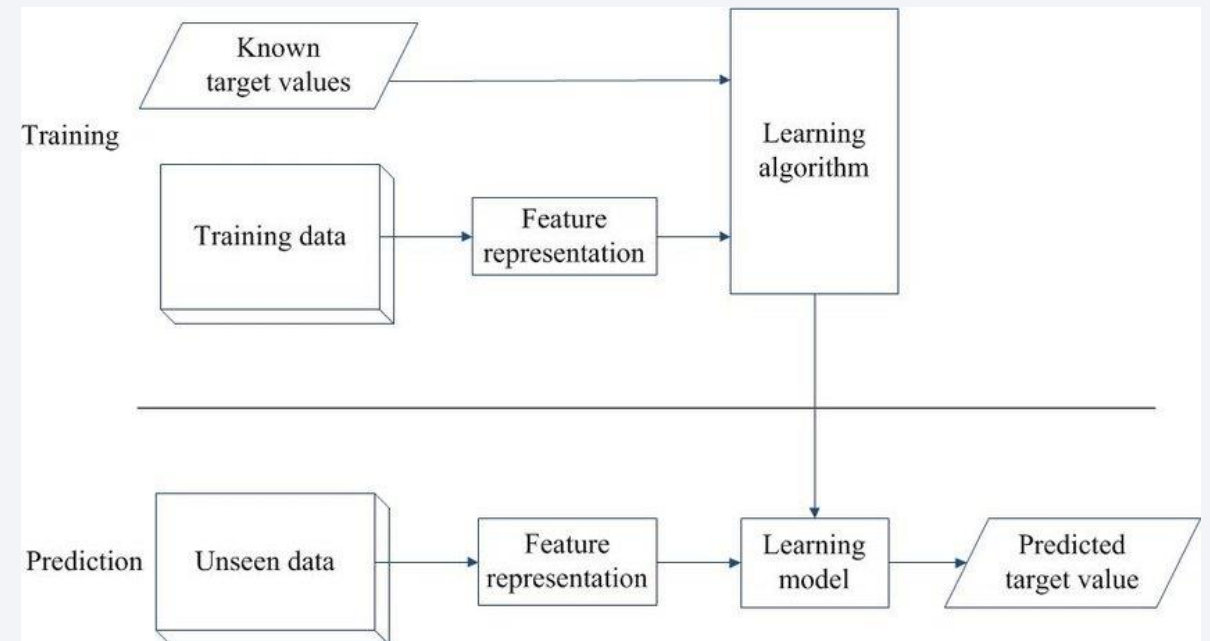 Known
target values
Training
Learning
algorithm
Training data
Feature
representation
Prediction
Unseen data
Feature
representation
Learning
model
Predicted
target value